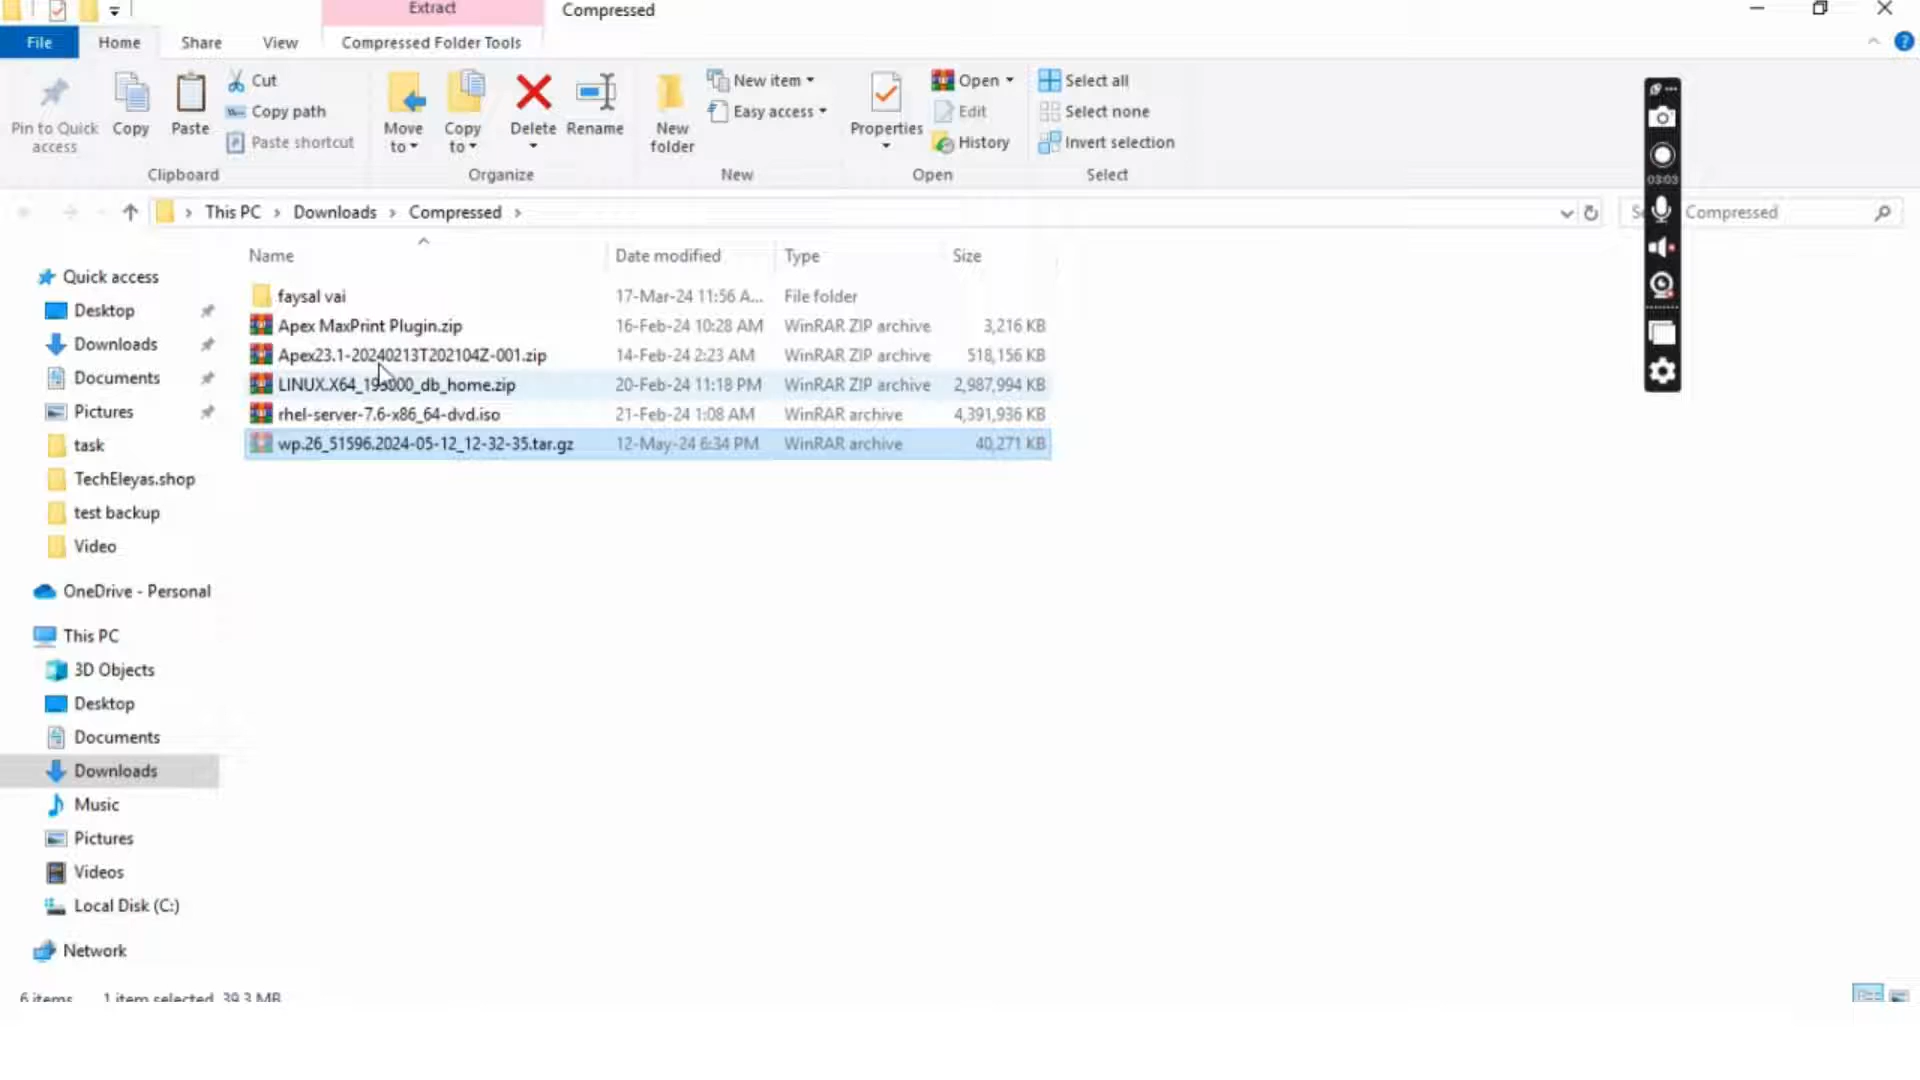 Extract
Compressed
File
Home
Share
View
Compressed Folder Tools
Pin to Quick access
Copy
Paste
Cut
Copy path
Paste shortcut
Clipboard
Move to
Copy to
Delete
Rename
Organize
New folder
New item
Easy access
New
Properties
Open
Edit
History
Open
Select all
Select none
Invert selection
Select
03:03
This PC > Downloads > Compressed >
Compressed
Name
Date modified
Type
Size
faysal vai 17-Mar-24 11:56 A... File folder
Apex MaxPrint Plugin.zip 16-Feb-24 10:28 AM WinRAR ZIP archive 3,216 KB
Apex23.1-20240213T202104Z-001.zip 14-Feb-24 2:23 AM WinRAR ZIP archive 518,156 KB
LINUX.X64_193000_db_home.zip 20-Feb-24 11:18 PM WinRAR ZIP archive 2,987,994 KB
rhel-server-7.6-x86_64-dvd.iso 21-Feb-24 1:08 AM WinRAR archive 4,391,936 KB
wp.26_51596.2024-05-12_12-32-35.tar.gz 12-May-24 6:34 PM WinRAR archive 40,271 KB
Quick access
Desktop
Downloads
Documents
Pictures
task
TechEleyas.shop
test backup
Video
OneDrive - Personal
This PC
3D Objects
Desktop
Documents
Downloads
Music
Pictures
Videos
Local Disk (C:)
Network
6 items 1 item selected 39.3 MB